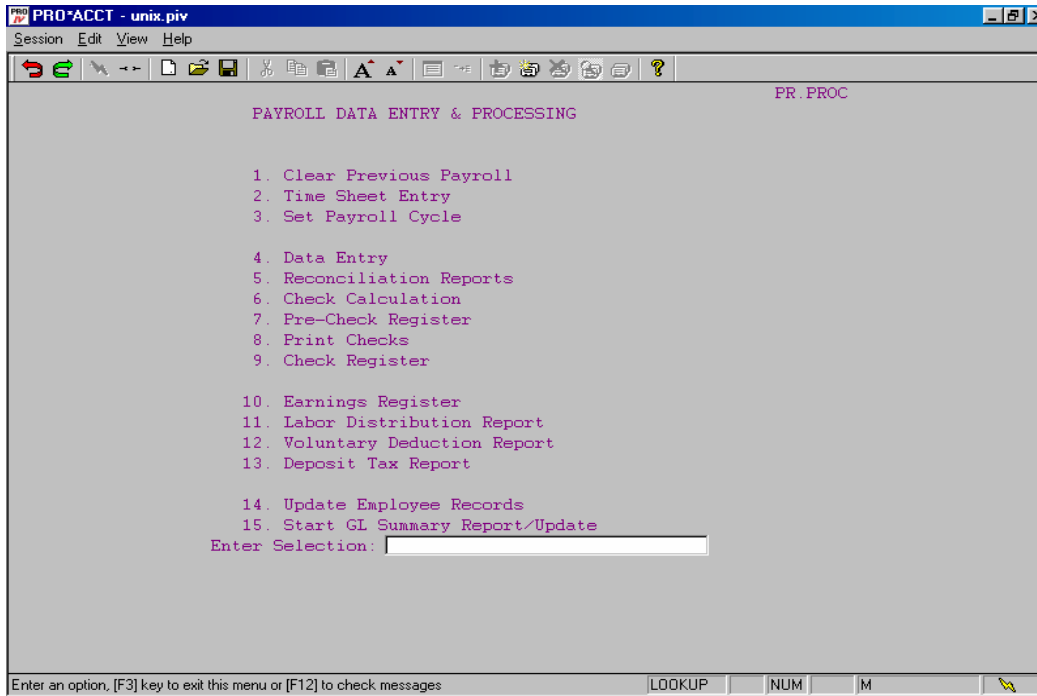 PRO IV PRO*ACCT - unix.piv
Session Edit View Help
PR.PROC
PAYROLL DATA ENTRY & PROCESSING
1. Clear Previous Payroll
2. Time Sheet Entry
3. Set Payroll Cycle
4. Data Entry
5. Reconciliation Reports
6. Check Calculation
7. Pre-Check Register
8. Print Checks
9. Check Register
10. Earnings Register
11. Labor Distribution Report
12. Voluntary Deduction Report
13. Deposit Tax Report
14. Update Employee Records
15. Start GL Summary Report/Update
Enter Selection:
Enter an option, [F3] key to exit this menu or [F12] to check messages LOOKUP NUM M